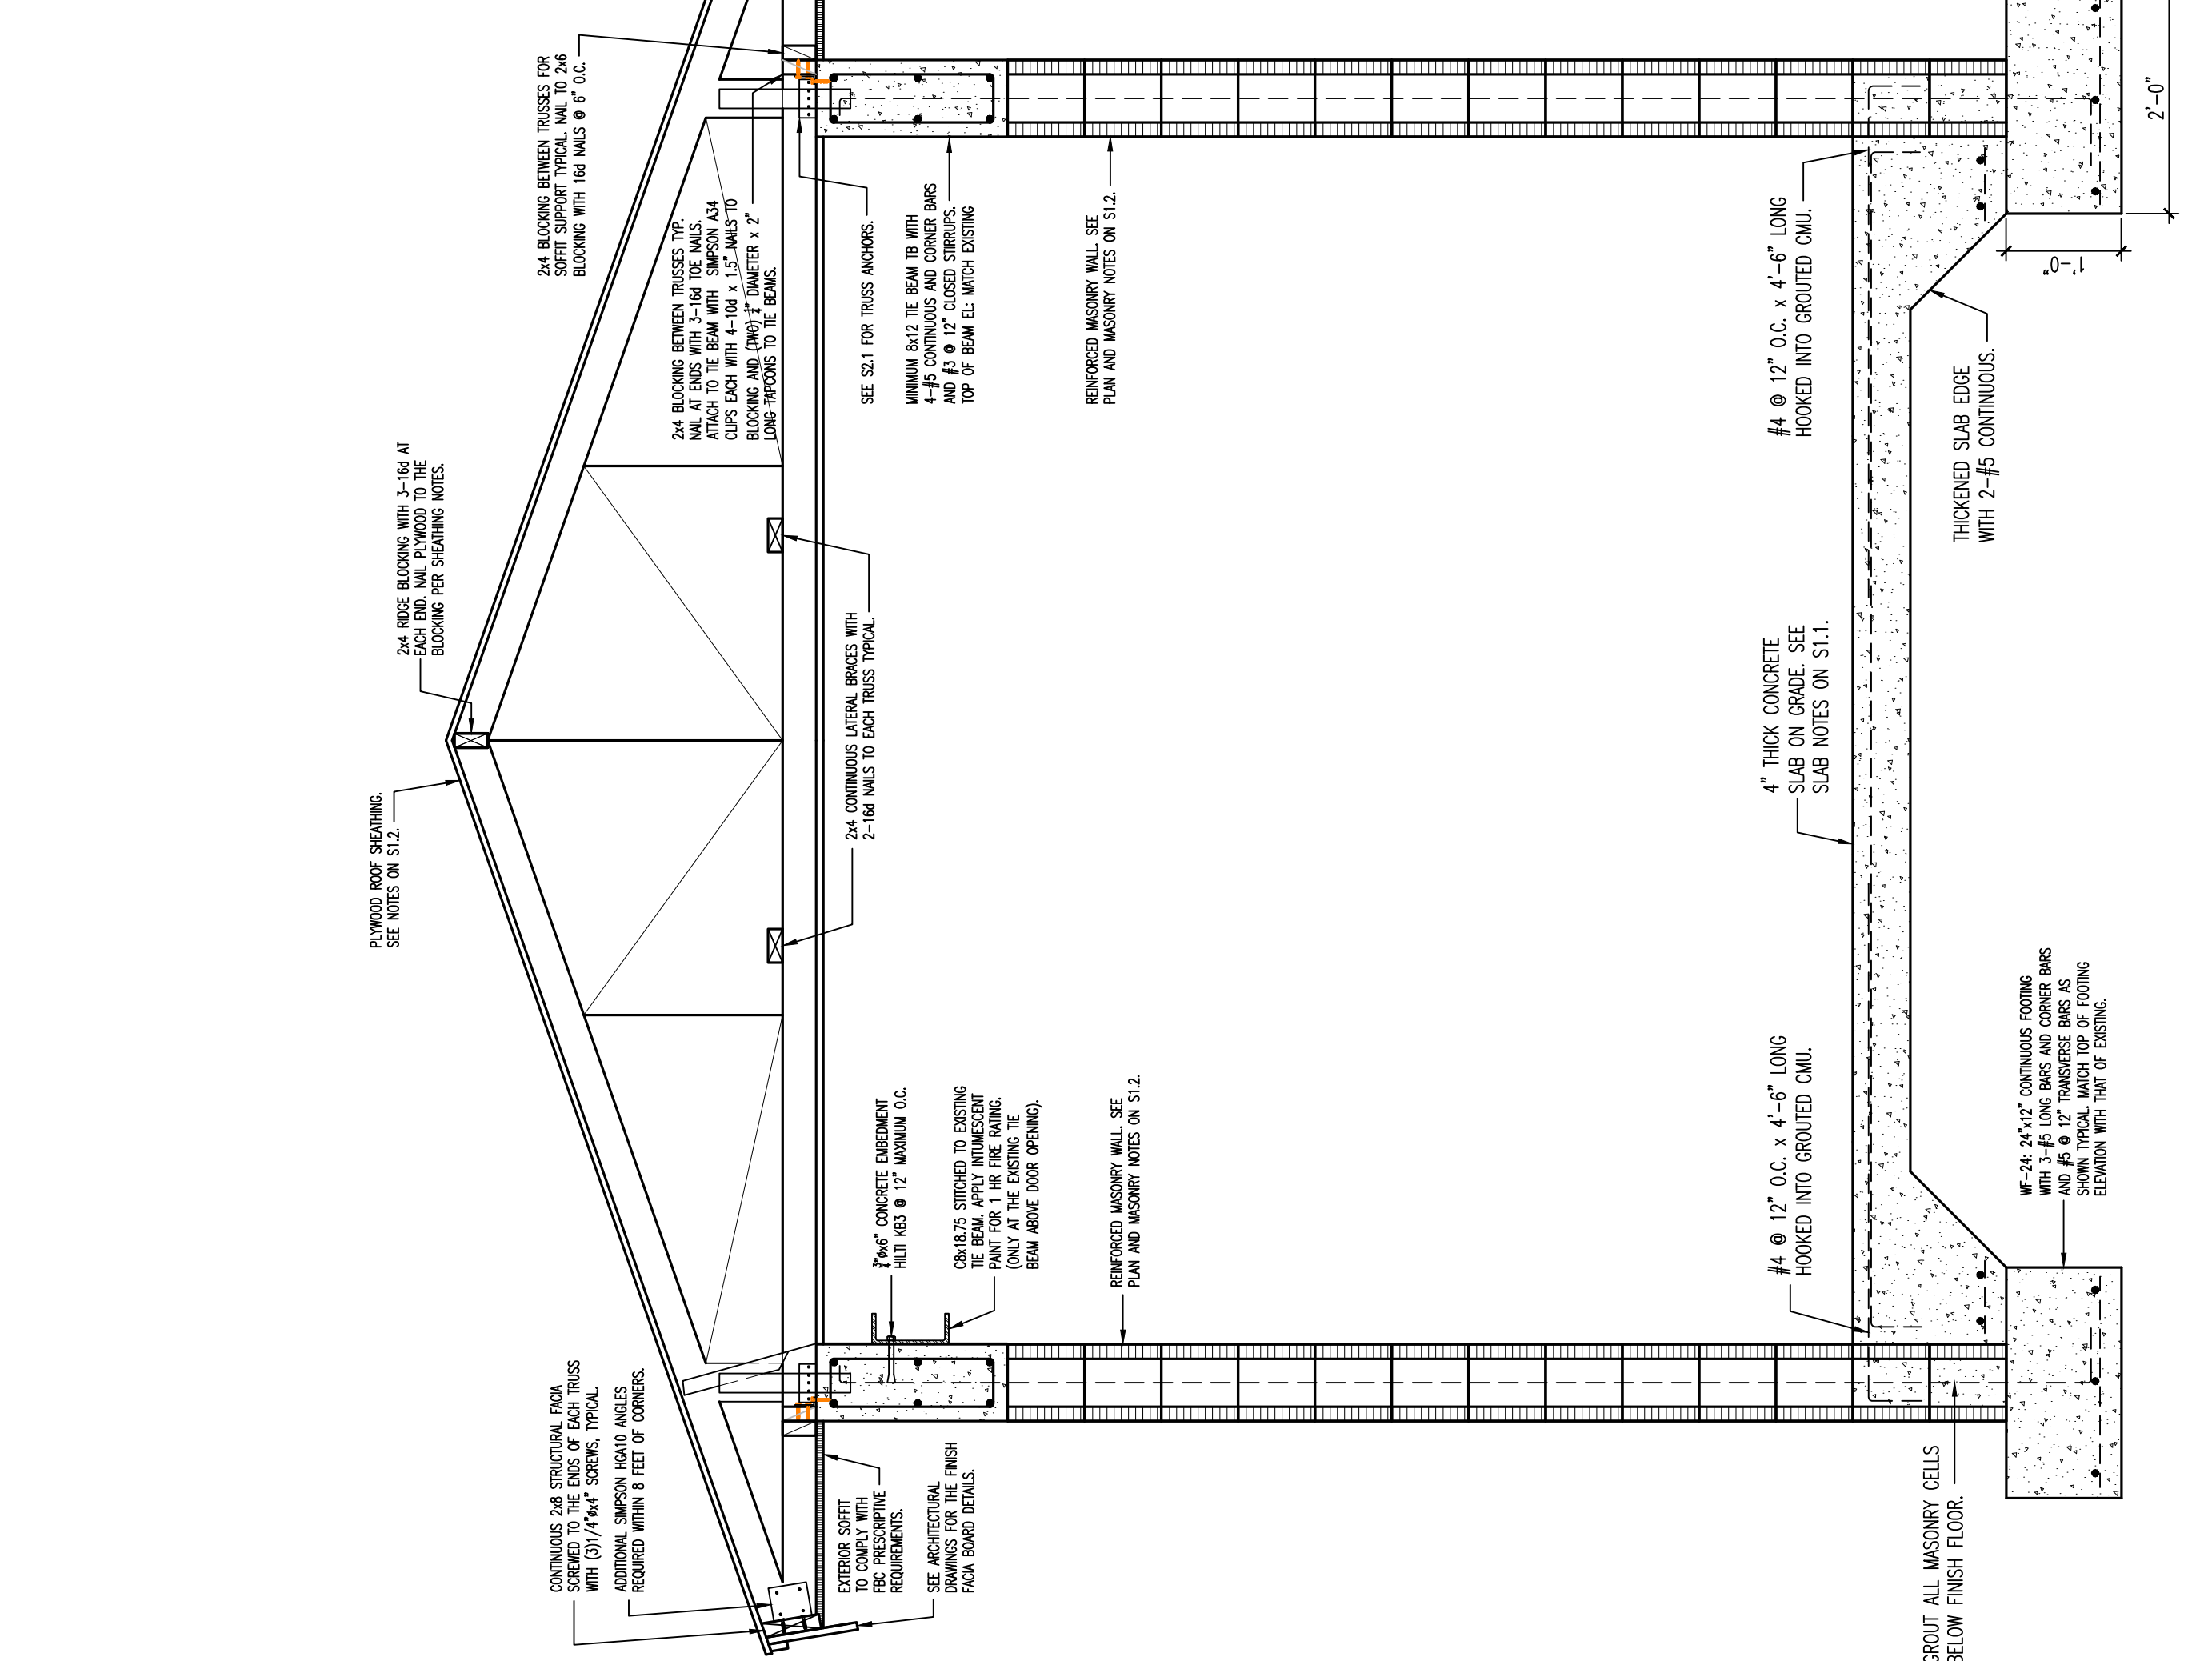 PLYWOOD ROOF SHEATHING.
SEE NOTES ON S1.2.
2x4 RIDGE BLOCKING WITH 3-16d AT
EACH END. NAIL PLYWOOD TO THE
BLOCKING PER SHEATHING NOTES.
2x4 BLOCKING BETWEEN TRUSSES FOR
SOFFIT SUPPORT TYPICAL. NAIL TO 2x6
BLOCKING WITH 16d NAILS @ 6" O.C.
CONTINUOUS 2x8 STRUCTURAL FACIA
SCREWED TO THE ENDS OF EACH TRUSS
WITH (3)1/4"øx4" SCREWS, TYPICAL.
ADDITIONAL SIMPSON HGA10 ANGLES
REQUIRED WITHIN 8 FEET OF CORNERS.
2x4 BLOCKING BETWEEN TRUSSES TYP.
NAIL AT ENDS WITH 3-16d TOE NAILS.
ATTACH TO TIE BEAM WITH SIMPSON A34
CLIPS EACH WITH 4-10d x 1.5" NAILS TO
BLOCKING AND (TWO) ¼" DIAMETER x 2"
LONG TAPCONS TO TIE BEAMS.
EXTERIOR SOFFIT
TO COMPLY WITH
FBC PRESCRIPTIVE
REQUIREMENTS.
SEE ARCHITECTURAL
DRAWINGS FOR THE FINISH
FACIA BOARD DETAILS.
¾"øx6" CONCRETE EMBEDMENT
HILTI KB3 @ 12" MAXIMUM O.C.
C8x18.75 STITCHED TO EXISTING
TIE BEAM. APPLY INTUMESCENT
PAINT FOR 1 HR FIRE RATING.
(ONLY AT THE EXISTING TIE
BEAM ABOVE DOOR OPENING).
2x4 CONTINUOUS LATERAL BRACES WITH
2-16d NAILS TO EACH TRUSS TYPICAL.
SEE S2.1 FOR TRUSS ANCHORS.
MINIMUM 8x12 TIE BEAM TB WITH
4-#5 CONTINUOUS AND CORNER BARS
AND #3 @ 12" CLOSED STIRRUPS.
TOP OF BEAM EL: MATCH EXISTING
REINFORCED MASONRY WALL. SEE
PLAN AND MASONRY NOTES ON S1.2.
REINFORCED MASONRY WALL. SEE
PLAN AND MASONRY NOTES ON S1.2.
#4 @ 12" O.C. x 4'-6" LONG
HOOKED INTO GROUTED CMU.
4" THICK CONCRETE
SLAB ON GRADE. SEE
SLAB NOTES ON S1.1.
#4 @ 12" O.C. x 4'-6" LONG
HOOKED INTO GROUTED CMU.
GROUT ALL MASONRY CELLS
BELOW FINISH FLOOR.
WF-24: 24"x12" CONTINUOUS FOOTING
WITH 3-#5 LONG BARS AND CORNER BARS
AND #5 @ 12" TRANSVERSE BARS AS
SHOWN TYPICAL. MATCH TOP OF FOOTING
ELEVATION WITH THAT OF EXISTING.
THICKENED SLAB EDGE
WITH 2-#5 CONTINUOUS.
1'-0"
2'-0"